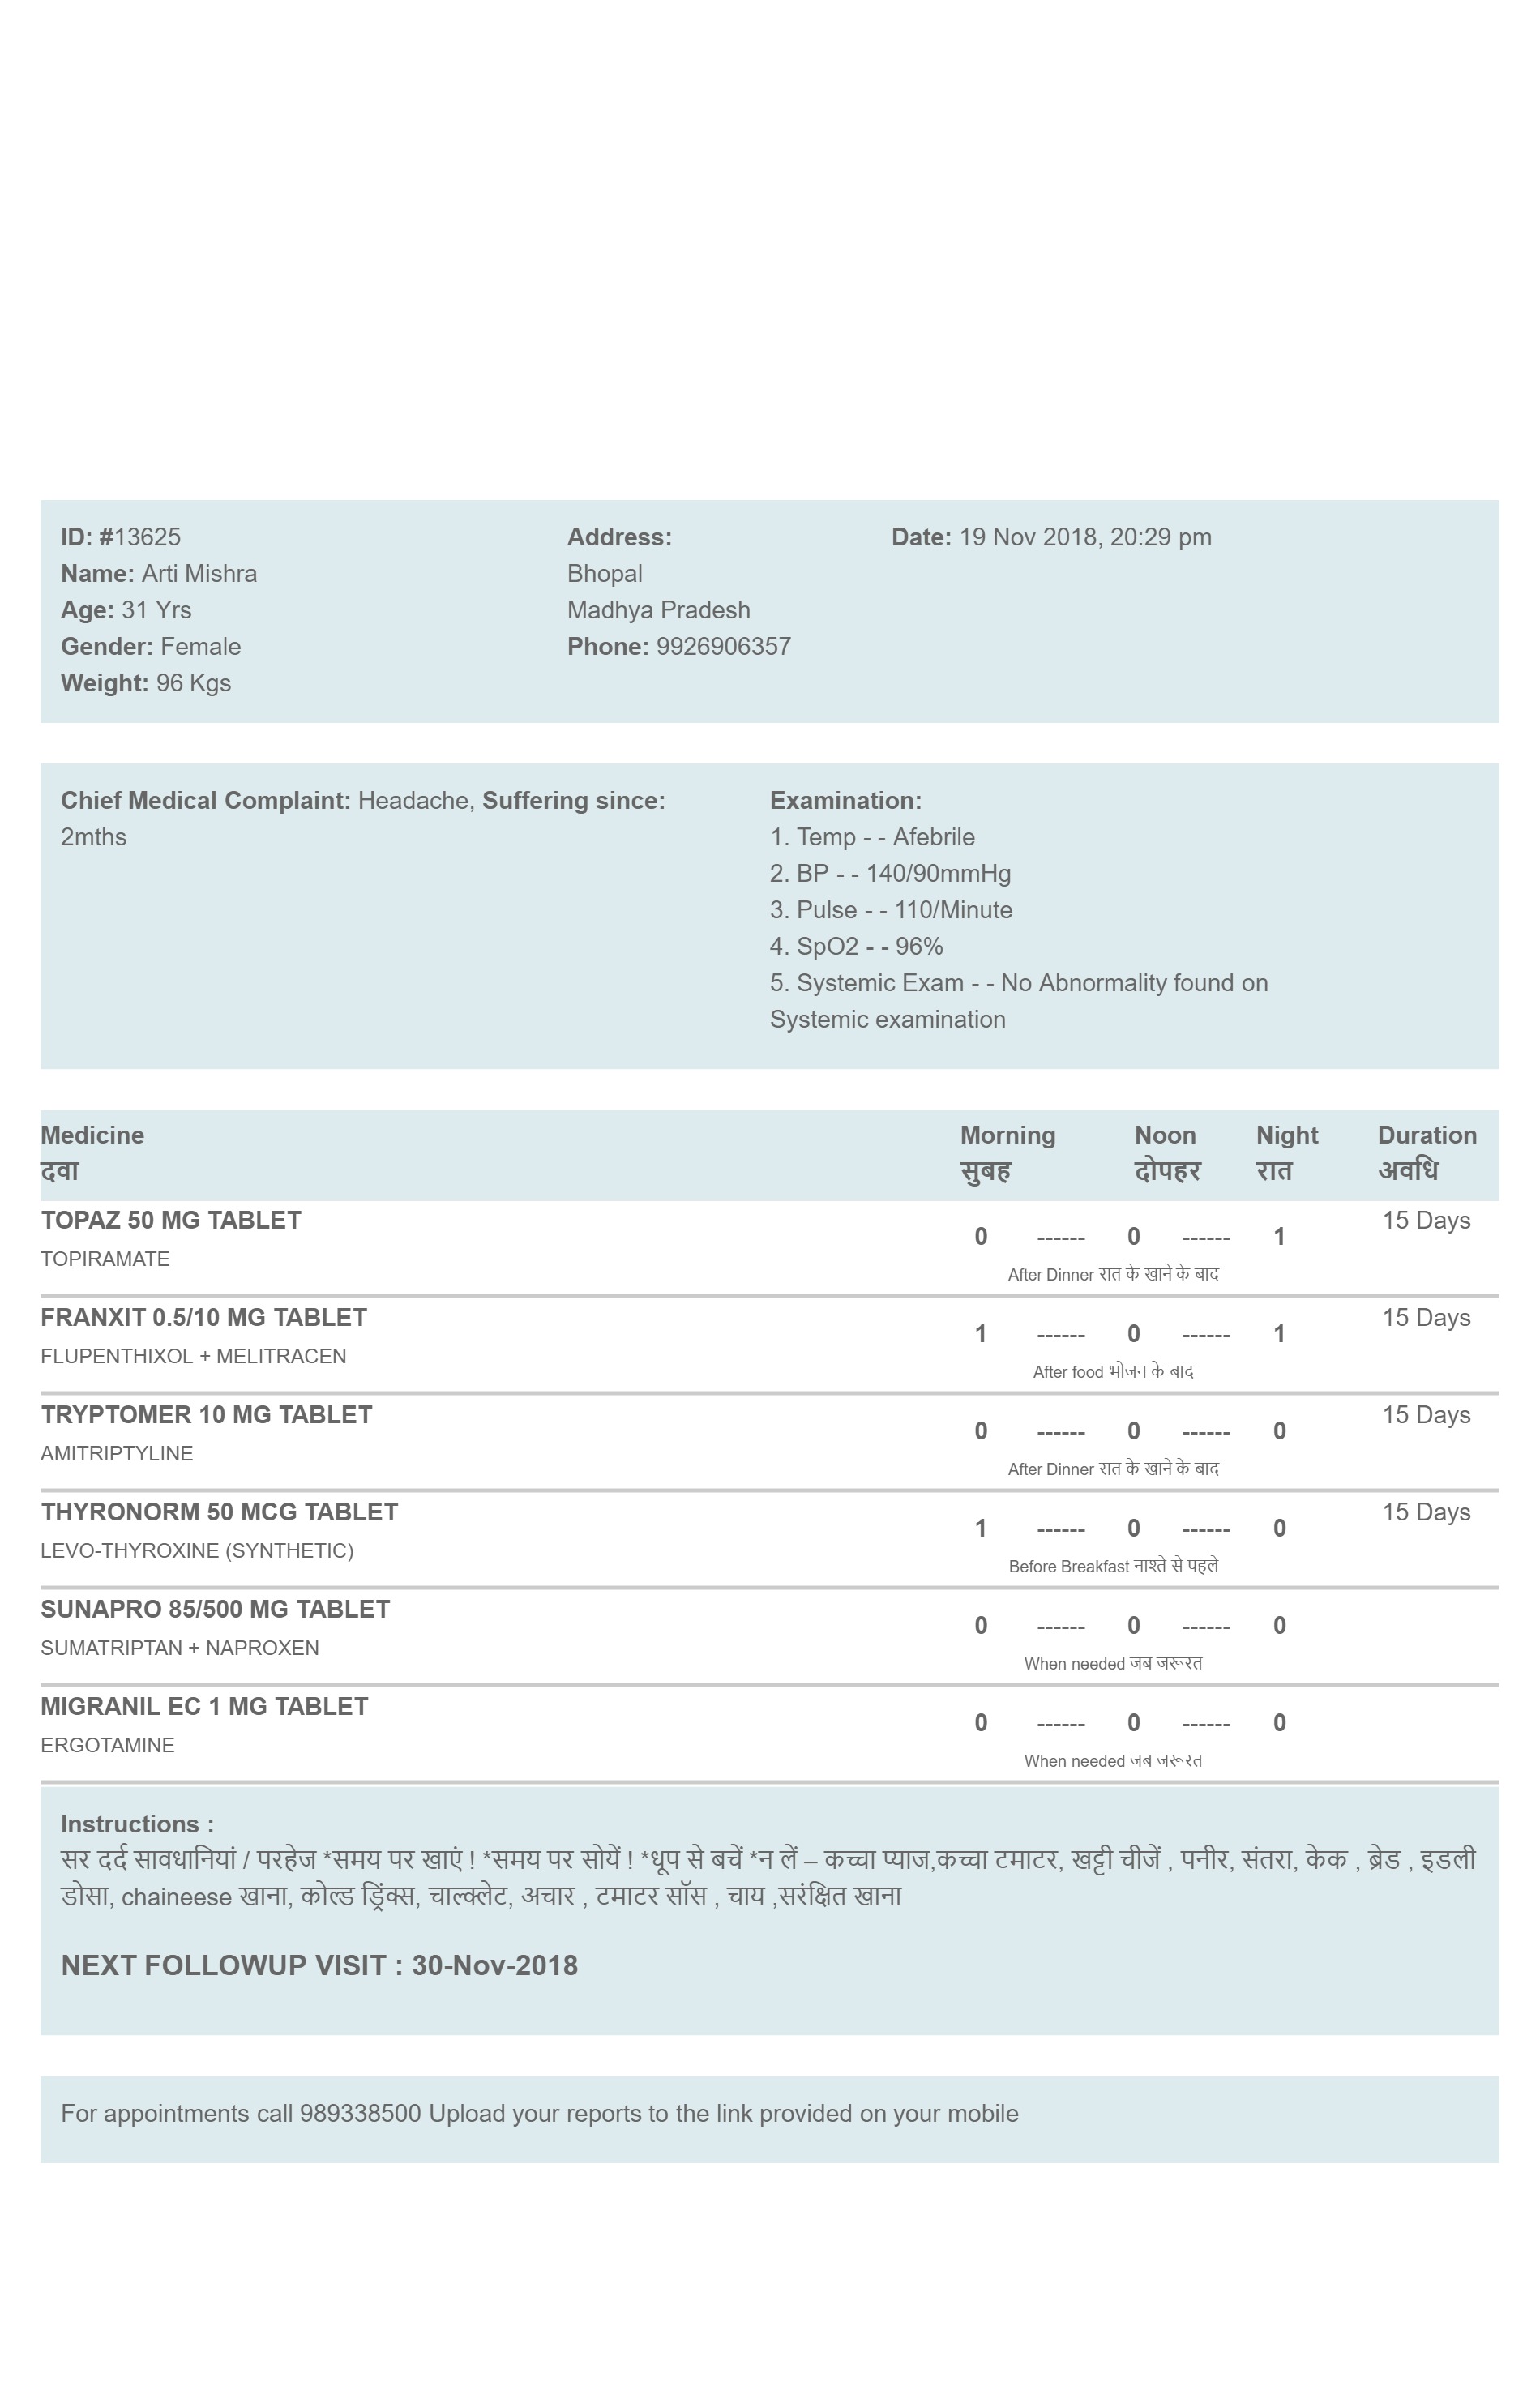 ID: #13625
Name: Arti Mishra
Age: 31 Yrs
Gender: Female
Weight: 96 Kgs
Address:
Bhopal
Madhya Pradesh
Phone: 9926906357
Date: 19 Nov 2018, 20:29 pm
Chief Medical Complaint: Headache, Suffering since:
2mths
Examination:
1. Temp - - Afebrile
2. BP - - 140/90mmHg
3. Pulse - - 110/Minute
4. SpO2 - - 96%
5. Systemic Exam - - No Abnormality found on
Systemic examination
Medicine Morning Noon Night Duration
दवा सुबह दोपहर रात अवधि
TOPAZ 50 MG TABLET 0 ------ 0 ------ 1 15 Days
TOPIRAMATE After Dinner रात के खाने के बाद
FRANXIT 0.5/10 MG TABLET 1 ------ 0 ------ 1 15 Days
FLUPENTHIXOL + MELITRACEN After food भोजन के बाद
TRYPTOMER 10 MG TABLET 0 ------ 0 ------ 0 15 Days
AMITRIPTYLINE After Dinner रात के खाने के बाद
THYRONORM 50 MCG TABLET 1 ------ 0 ------ 0 15 Days
LEVO-THYROXINE (SYNTHETIC) Before Breakfast नाश्ते से पहले
SUNAPRO 85/500 MG TABLET 0 ------ 0 ------ 0
SUMATRIPTAN + NAPROXEN When needed जब जरूरत
MIGRANIL EC 1 MG TABLET 0 ------ 0 ------ 0
ERGOTAMINE When needed जब जरूरत
Instructions :
सर दर्द सावधानियां / परहेज *समय पर खाएं ! *समय पर सोयें ! *धूप से बचें *न लें – कच्चा प्याज,कच्चा टमाटर, खट्टी चीजें , पनीर, संतरा, केक , ब्रेड , इडली
डोसा, chaineese खाना, कोल्ड ड्रिंक्स, चाल्क्लेट, अचार , टमाटर सॉस , चाय ,सरंक्षित खाना
NEXT FOLLOWUP VISIT : 30-Nov-2018
For appointments call 989338500 Upload your reports to the link provided on your mobile